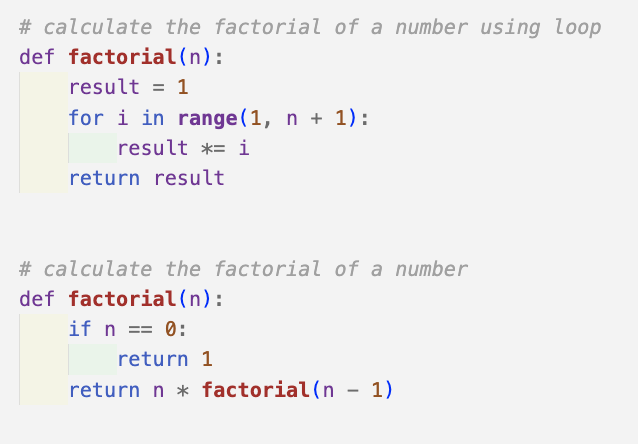 # calculate the factorial of a number using loop
def factorial(n):
    result = 1
    for i in range(1, n + 1):
        result *= i
    return result
# calculate the factorial of a number
def factorial(n):
    if n == 0:
        return 1
    return n * factorial(n - 1)